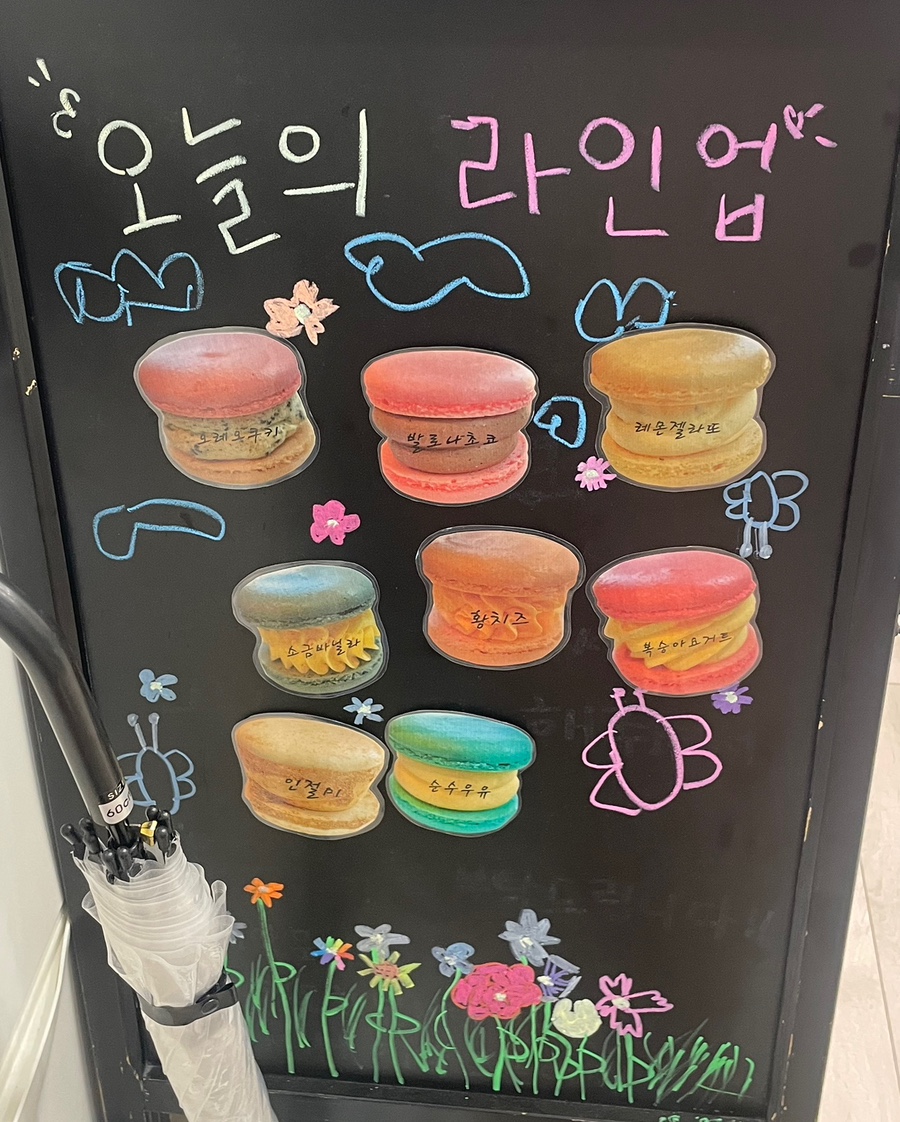 오늘의 라인업
오레오쿠키
발로나초코
레몬젤라또
소금바닐라
황치즈
복숭아요거트
인절미
순수우유